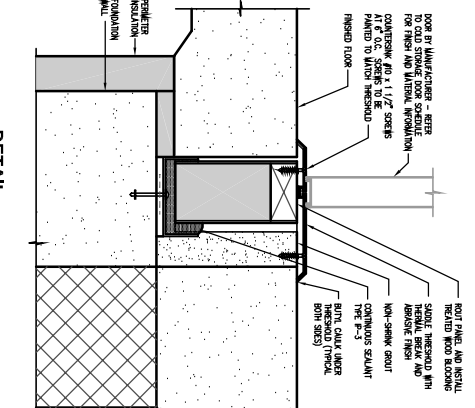 DOOR BY MANUFACTURER - REFER
TO COLD STORAGE DOOR SCHEDULE
FOR FINISH AND MATERIAL INFORMATION
COUNTERSINK #10 x 1 1/2" SCREWS
AT 6" O.C. SCREWS TO BE
PAINTED TO MATCH THRESHOLD
FINISHED FLOOR
PERIMETER
INSULATION
FOUNDATION
WALL
ROUT PANEL AND INSTALL
TREATED WOOD BLOCKING
SADDLE THRESHOLD WITH
THERMAL BREAK AND
ABRASIVE FINISH
NON-SHRINK GROUT
CONTINUOUS SEALANT
TYPE IP-3
BUTYL CAULK UNDER
THRESHOLD (TYPICAL
BOTH SIDES)
DETAIL